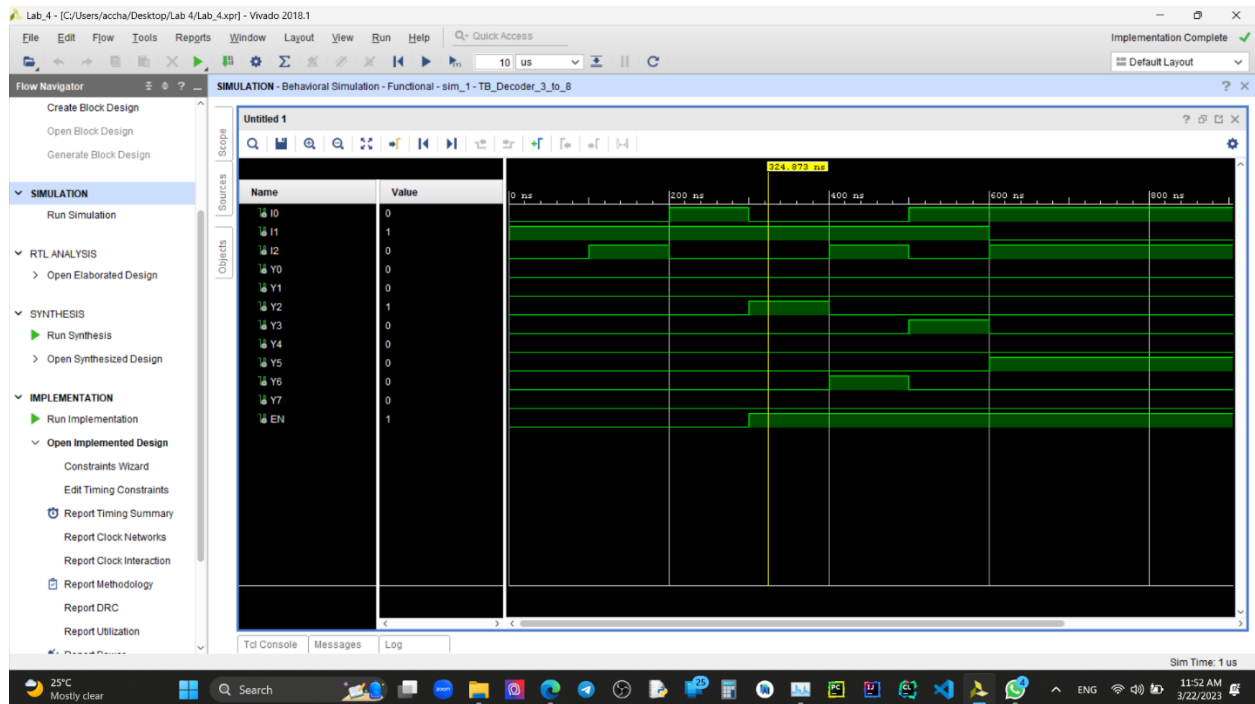 Lab_4 - [C:/Users/accha/Desktop/Lab 4/Lab_4.xpr] - Vivado 2018.1
File Edit Flow Tools Reports Window Layout View Run Help Q- Quick Access Implementation Complete
10 us Default Layout
Flow Navigator SIMULATION - Behavioral Simulation - Functional - sim_1 - TB_Decoder_3_to_8
Create Block Design
Open Block Design
Generate Block Design
SIMULATION
Run Simulation
RTL ANALYSIS
Open Elaborated Design
SYNTHESIS
Run Synthesis
Open Synthesized Design
IMPLEMENTATION
Run Implementation
Open Implemented Design
Constraints Wizard
Edit Timing Constraints
Report Timing Summary
Report Clock Networks
Report Clock Interaction
Report Methodology
Report DRC
Report Utilization
Scope
Sources
Objects
Untitled 1
324.873 ns
Name Value 0 ns 200 ns 400 ns 600 ns 800 ns
I0 0
I1 1
I2 0
Y0 0
Y1 0
Y2 1
Y3 0
Y4 0
Y5 0
Y6 0
Y7 0
EN 1
Tcl Console Messages Log
Sim Time: 1 us
25°C
Mostly clear
Search
25
4
ENG
11:52 AM
3/22/2023